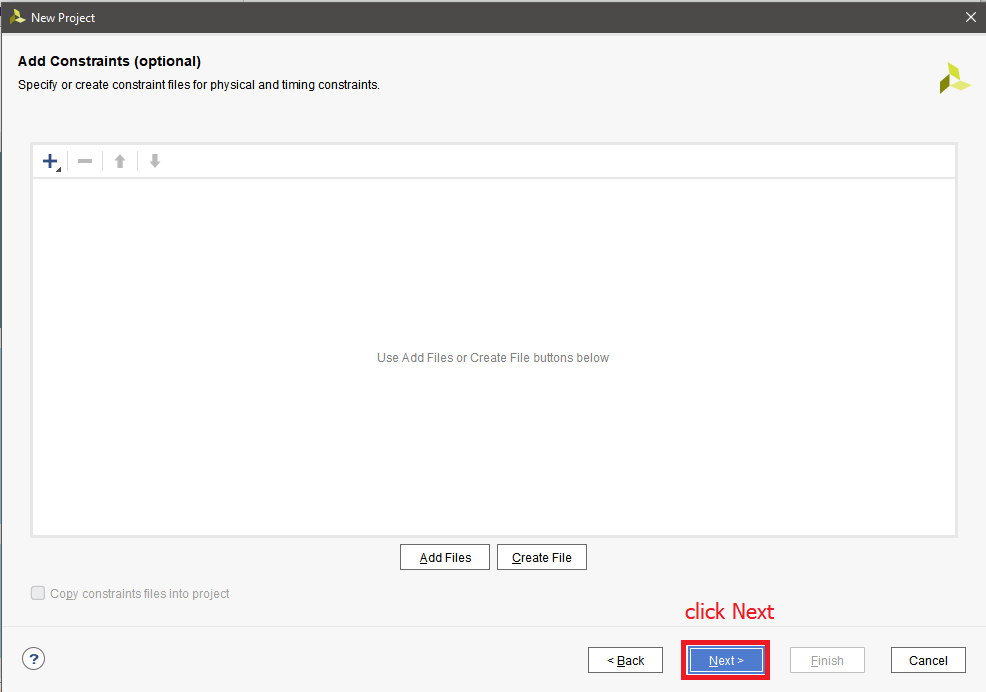 New Project
Add Constraints (optional)
Specify or create constraint files for physical and timing constraints.
Use Add Files or Create File buttons below
Add Files
Create File
Copy constraints files into project
click Next
?
< Back
Next >
Finish
Cancel